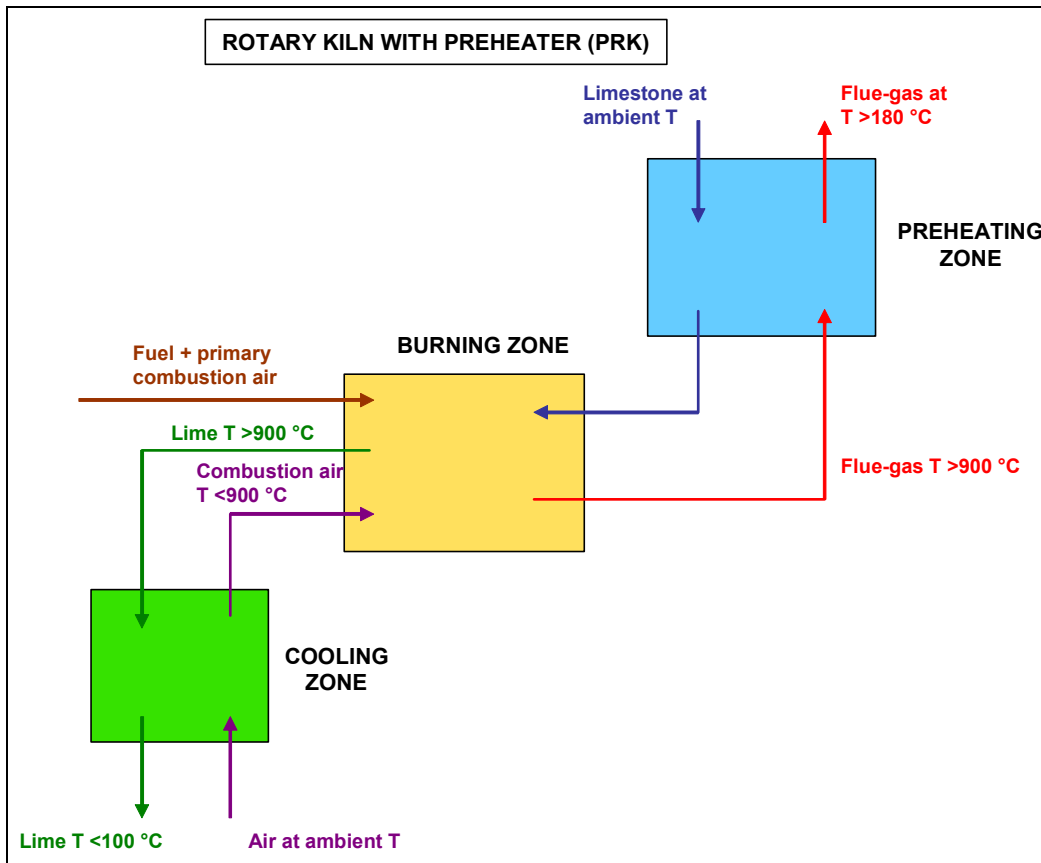 ROTARY KILN WITH PREHEATER (PRK)
Limestone at
ambient T
Flue-gas at
T >180 °C
PREHEATING
ZONE
BURNING ZONE
Fuel + primary
combustion air
Lime T >900 °C
Combustion air
T <900 °C
Flue-gas T >900 °C
COOLING
ZONE
Lime T <100 °C
Air at ambient T